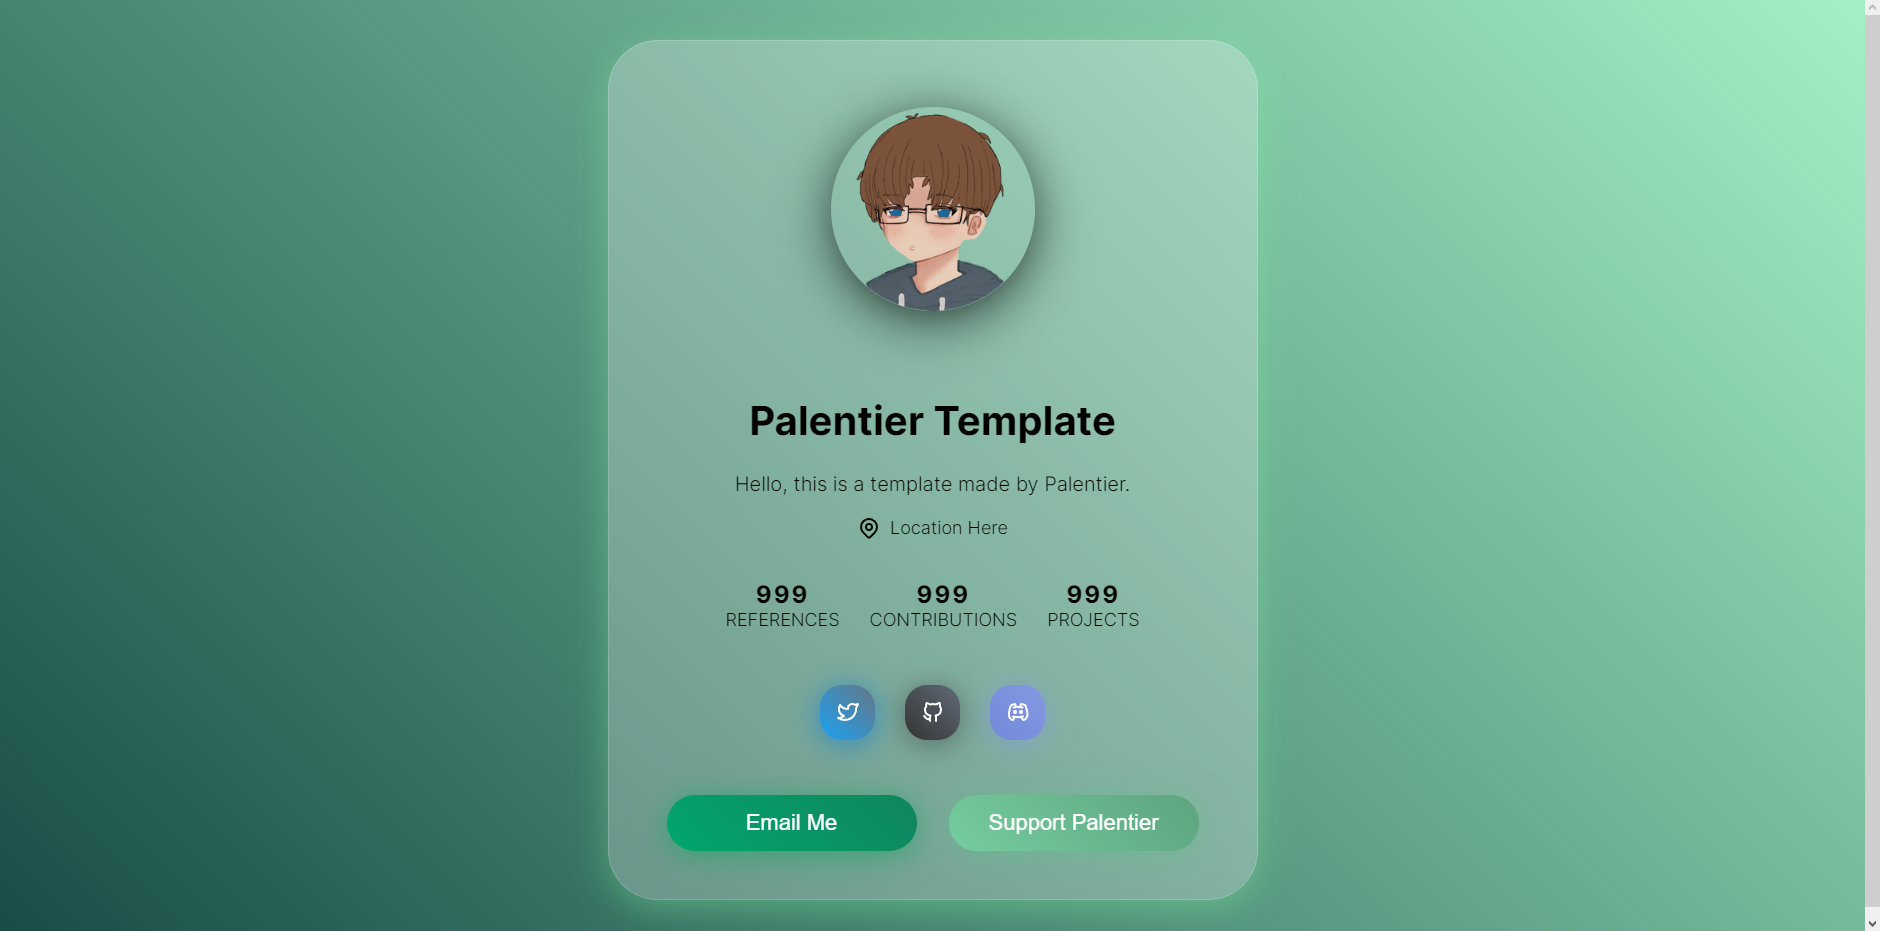 Palentier Template
Hello, this is a template made by Palentier.
Location Here
999 999 999
REFERENCES CONTRIBUTIONS PROJECTS
Email Me Support Palentier